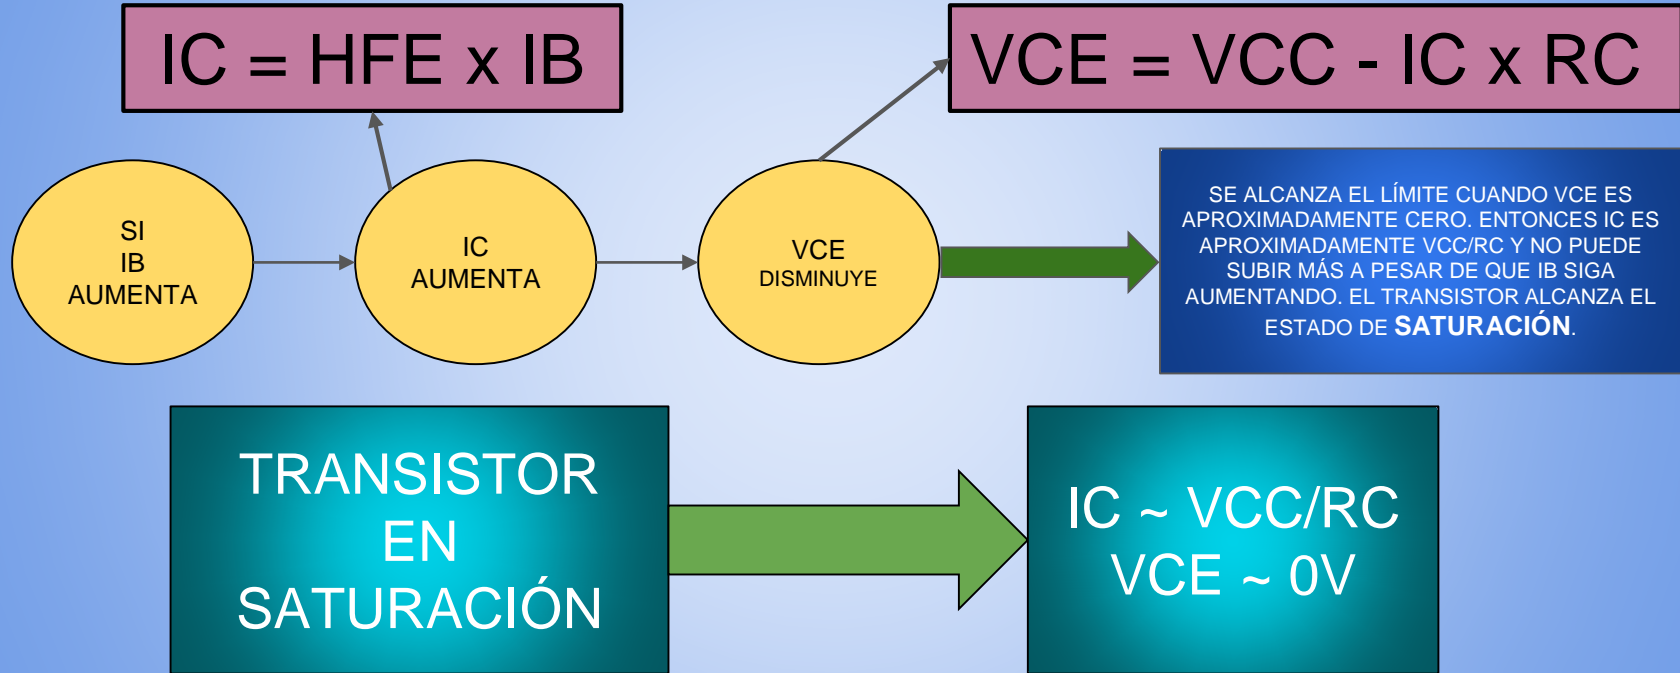 IC = HFE x IB
VCE = VCC - IC x RC
SI
IB
AUMENTA
IC
AUMENTA
VCE
DISMINUYE
SE ALCANZA EL LÍMITE CUANDO VCE ES
APROXIMADAMENTE CERO. ENTONCES IC ES
APROXIMADAMENTE VCC/RC Y NO PUEDE
SUBIR MÁS A PESAR DE QUE IB SIGA
AUMENTANDO. EL TRANSISTOR ALCANZA EL
ESTADO DE SATURACIÓN.
TRANSISTOR
EN
SATURACIÓN
IC ~ VCC/RC
VCE ~ 0V